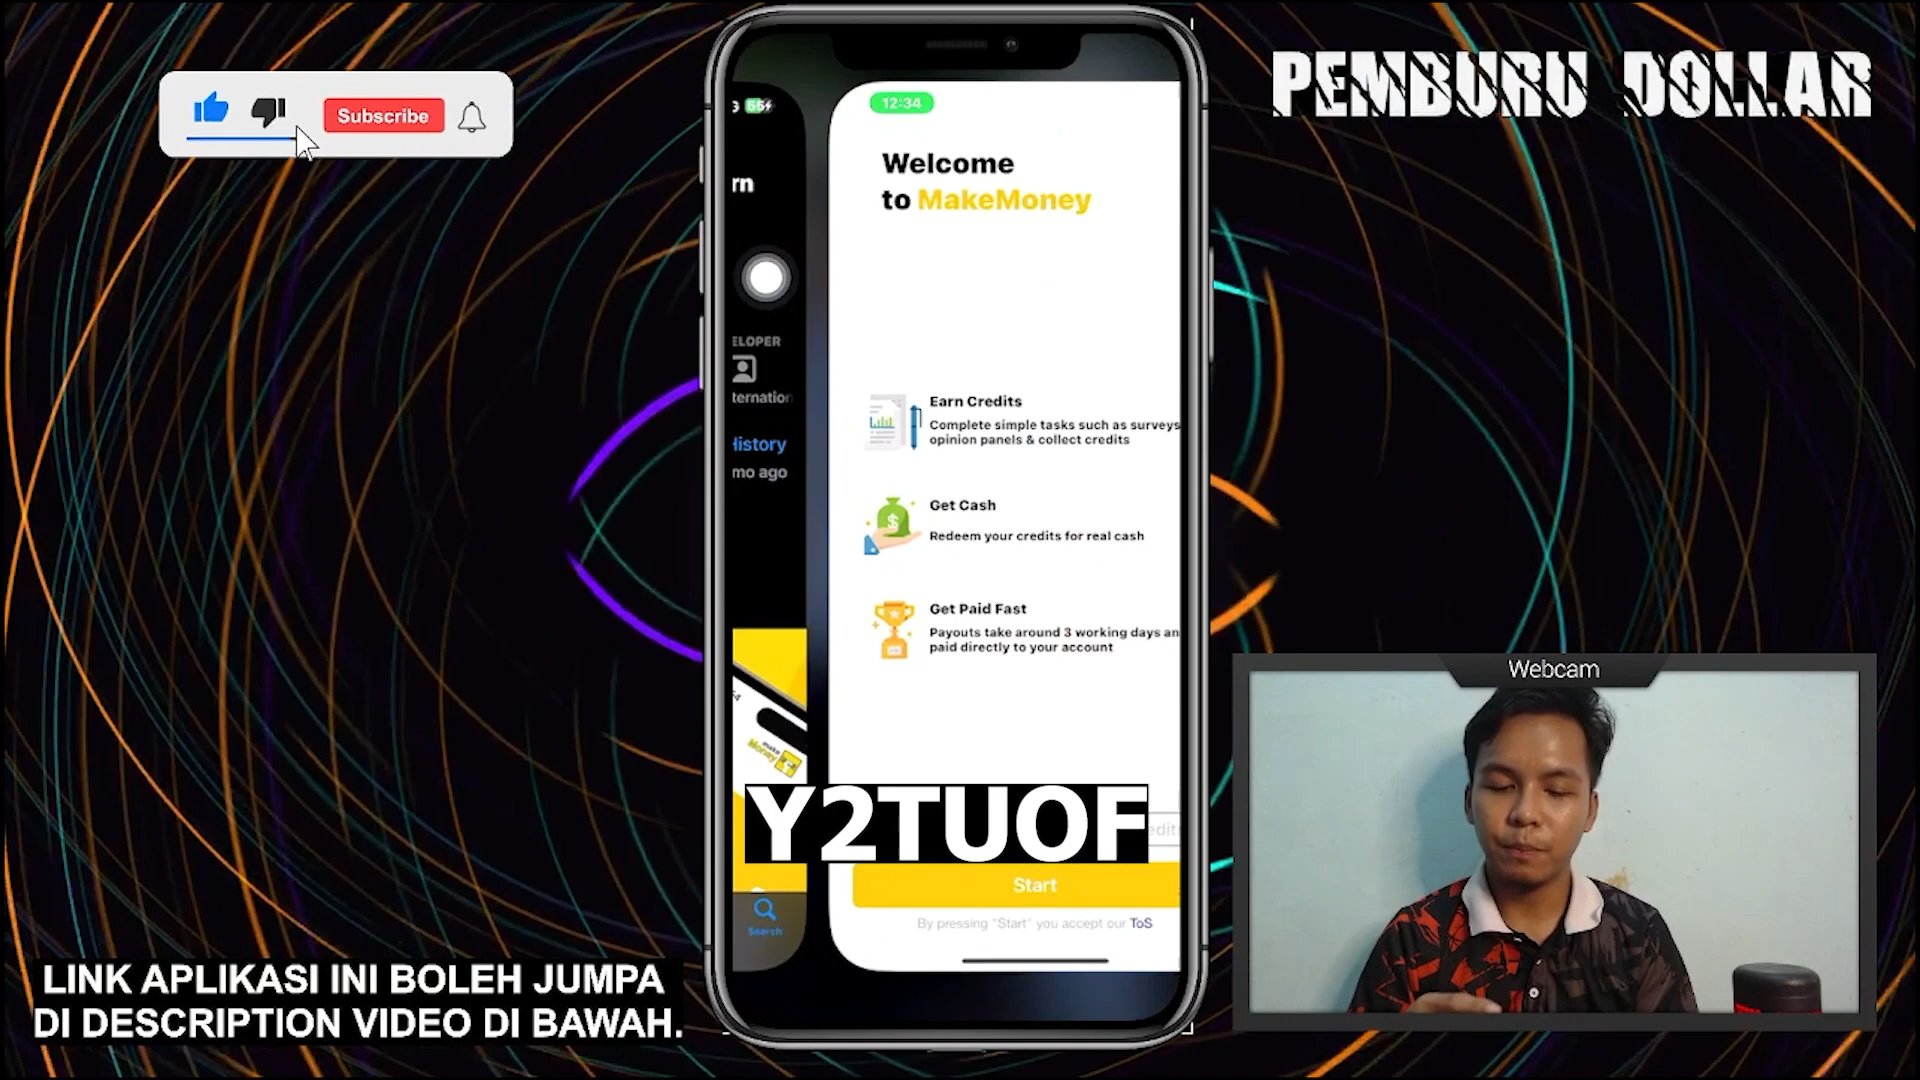 Subscribe
PEMBURU DOLLAR
12:34
Welcome
to MakeMoney
rn
ELOPER
ternation
History
mo ago
Earn Credits
Complete simple tasks such as surveys
opinion panels & collect credits
Get Cash
Redeem your credits for real cash
Get Paid Fast
Payouts take around 3 working days an
paid directly to your account
make
Money
Y2TUOF
edits
Start
By pressing "Start" you accept our ToS
Search
Webcam
LINK APLIKASI INI BOLEH JUMPA
DI DESCRIPTION VIDEO DI BAWAH.